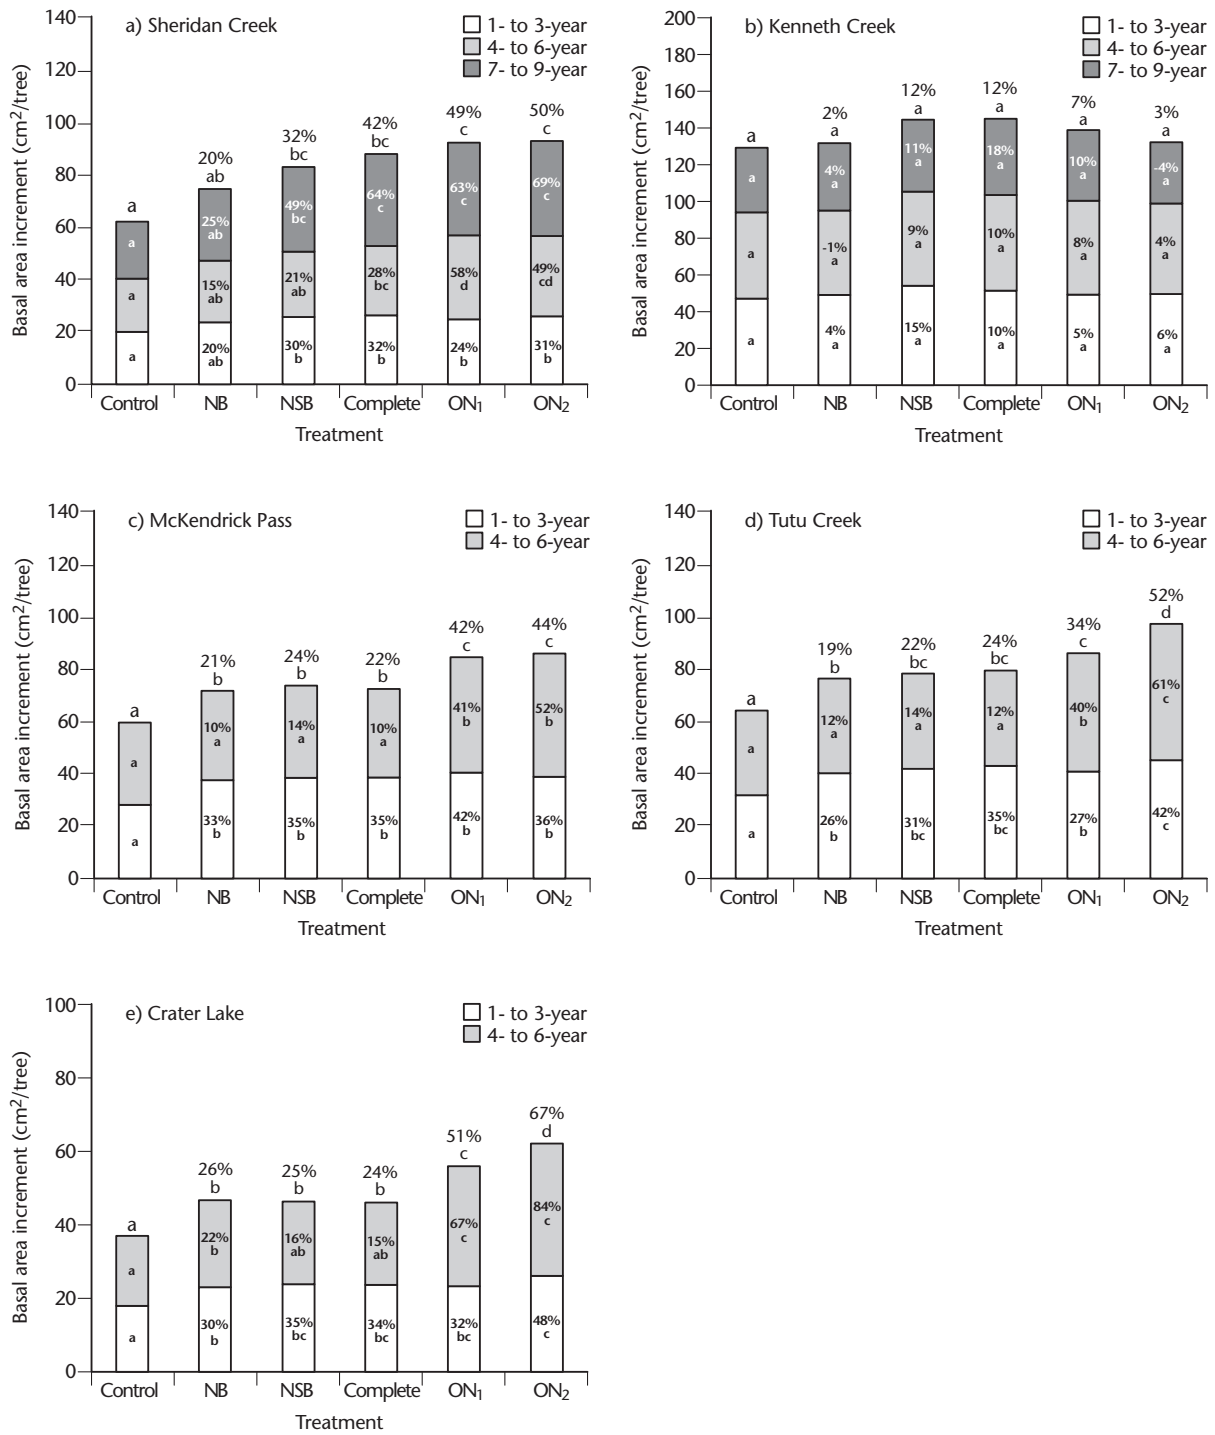 a) Sheridan Creek
1- to 3-year
4- to 6-year
7- to 9-year
Basal area increment (cm²/tree)
140
120
100
80
60
40
20
0
a
a
a
a
20%
ab
25%
ab
15%
ab
20%
ab
32%
bc
49%
bc
21%
ab
30%
b
42%
bc
64%
c
28%
bc
32%
b
49%
c
63%
c
58%
d
24%
b
50%
c
69%
c
49%
cd
31%
b
Control NB NSB Complete ON₁ ON₂
Treatment
b) Kenneth Creek
1- to 3-year
4- to 6-year
7- to 9-year
Basal area increment (cm²/tree)
200
180
160
140
120
100
80
60
40
20
0
a
a
a
a
2%
a
4%
a
-1%
a
4%
a
12%
a
11%
a
9%
a
15%
a
12%
a
18%
a
10%
a
10%
a
7%
a
10%
a
8%
a
5%
a
3%
a
-4%
a
4%
a
6%
a
Control NB NSB Complete ON₁ ON₂
Treatment
c) McKendrick Pass
1- to 3-year
4- to 6-year
Basal area increment (cm²/tree)
140
120
100
80
60
40
20
0
a
a
a
21%
b
10%
a
33%
b
24%
b
14%
a
35%
b
22%
b
10%
a
35%
b
42%
c
41%
b
42%
b
44%
c
52%
b
36%
b
Control NB NSB Complete ON₁ ON₂
Treatment
d) Tutu Creek
1- to 3-year
4- to 6-year
Basal area increment (cm²/tree)
140
120
100
80
60
40
20
0
a
a
a
19%
b
12%
a
26%
b
22%
bc
14%
a
31%
bc
24%
bc
12%
a
35%
bc
34%
c
40%
b
27%
b
52%
d
61%
c
42%
c
Control NB NSB Complete ON₁ ON₂
Treatment
e) Crater Lake
1- to 3-year
4- to 6-year
Basal area increment (cm²/tree)
100
80
60
40
20
0
a
a
a
26%
b
22%
b
30%
b
25%
b
16%
ab
35%
bc
24%
b
15%
ab
34%
bc
51%
c
67%
c
32%
bc
67%
d
84%
c
48%
c
Control NB NSB Complete ON₁ ON₂
Treatment